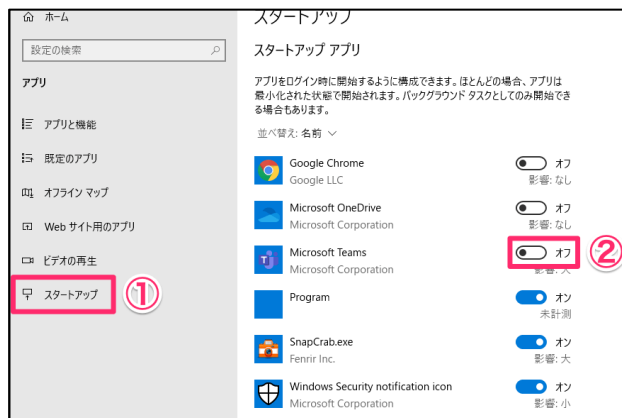 ホーム
設定の検索
アプリ
アプリと機能
既定のアプリ
オフライン マップ
Web サイト用のアプリ
ビデオの再生
スタートアップ
①
スタートアップ
スタートアップ アプリ
アプリをログイン時に開始するように構成できます。ほとんどの場合、アプリは
最小化された状態で開始されます。バックグラウンド タスクとしてのみ開始でき
る場合もあります。
並べ替え: 名前
Google Chrome オフ
Google LLC 影響: なし
Microsoft OneDrive オフ
Microsoft Corporation 影響: なし
Microsoft Teams オフ ②
Microsoft Corporation 影響: 大
Program オン
未計測
SnapCrab.exe オン
Fenrir Inc. 影響: 大
Windows Security notification icon オン
Microsoft Corporation 影響: 小